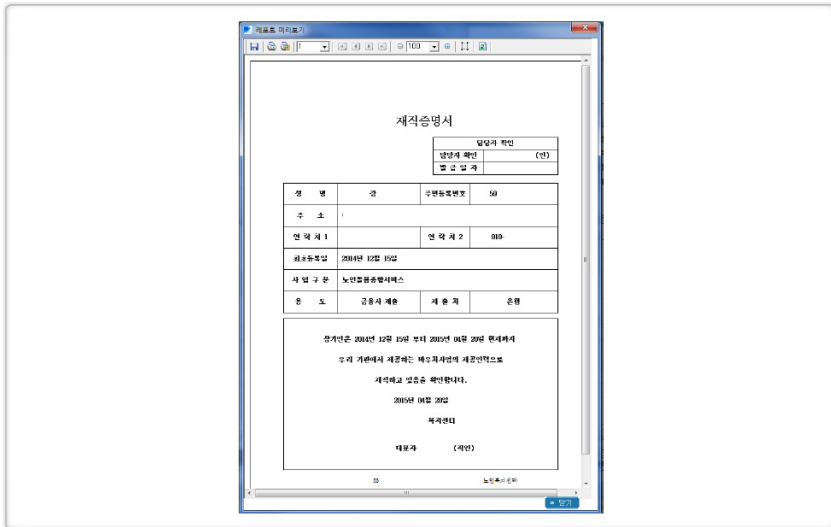 레포트 미리보기
1 100
재직증명서
담당자 확인
담당자 확인 (인)
발 급 일 자
성 명 강 주민등록번호 50
주 소
연 락 처 1 연 락 처 2 010-
최초등록일 2014년 12월 15일
사 업 구 분 노인돌봄종합서비스
용 도 금융사 제출 제 출 처 은행
상기인은 2014년 12월 15일 부터 2015년 04월 20일 현재까지
우리 기관에서 제공하는 바우처사업의 제공인력으로
재직하고 있음을 확인합니다.
2015년 04월 20일
복지센터
대표자 (직인)
노인복지센터
닫기